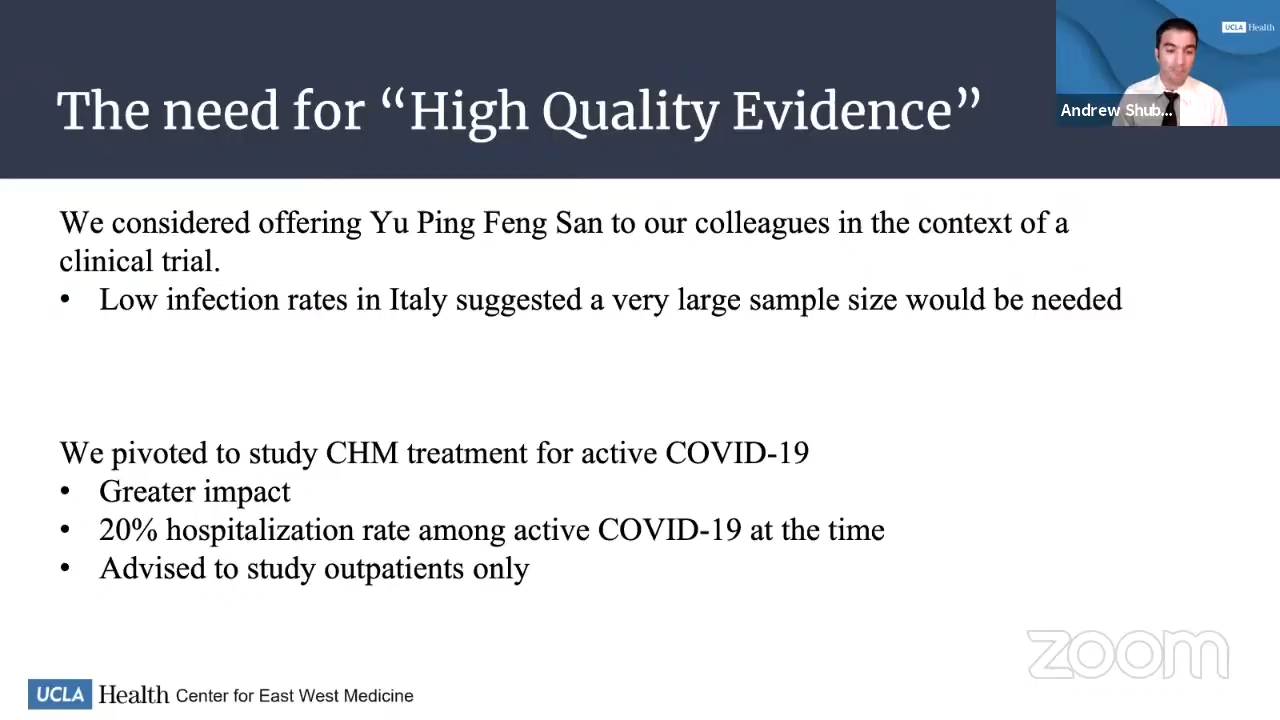 The need for “High Quality Evidence”
UCLA Health
Andrew Shub...
We considered offering Yu Ping Feng San to our colleagues in the context of a
clinical trial.
• Low infection rates in Italy suggested a very large sample size would be needed
We pivoted to study CHM treatment for active COVID-19
• Greater impact
• 20% hospitalization rate among active COVID-19 at the time
• Advised to study outpatients only
zoom
UCLA Health Center for East West Medicine